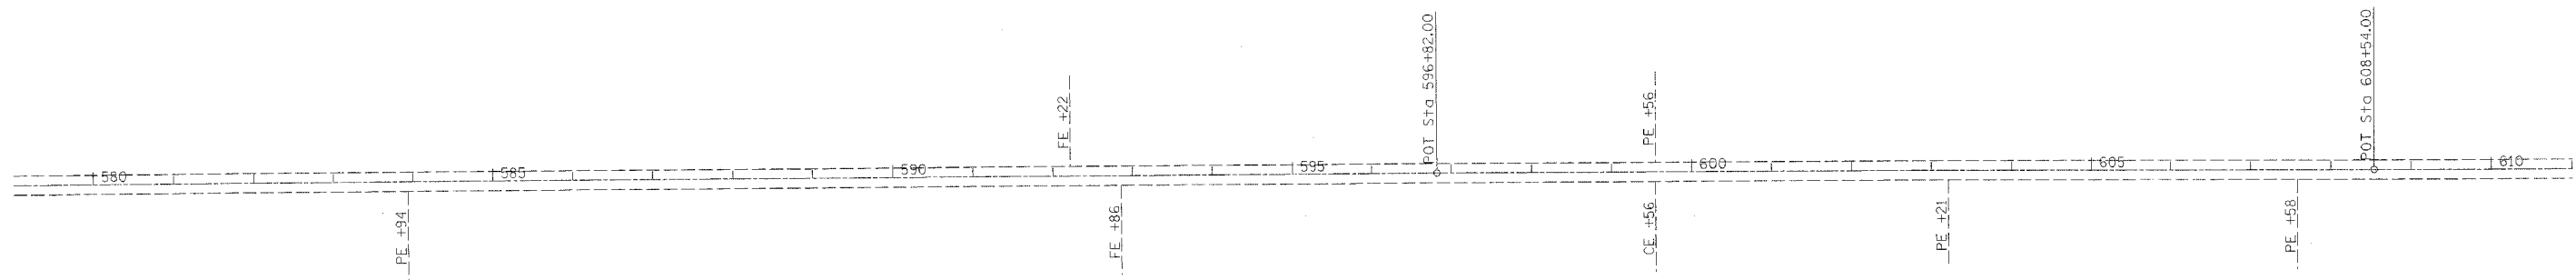 POT Sta 596+82.00
POT Sta 608+54.00
FE +22
PE +56
580
585
590
595
600
605
610
PE +94
FE +86
CE +56
PE +21
PE +58